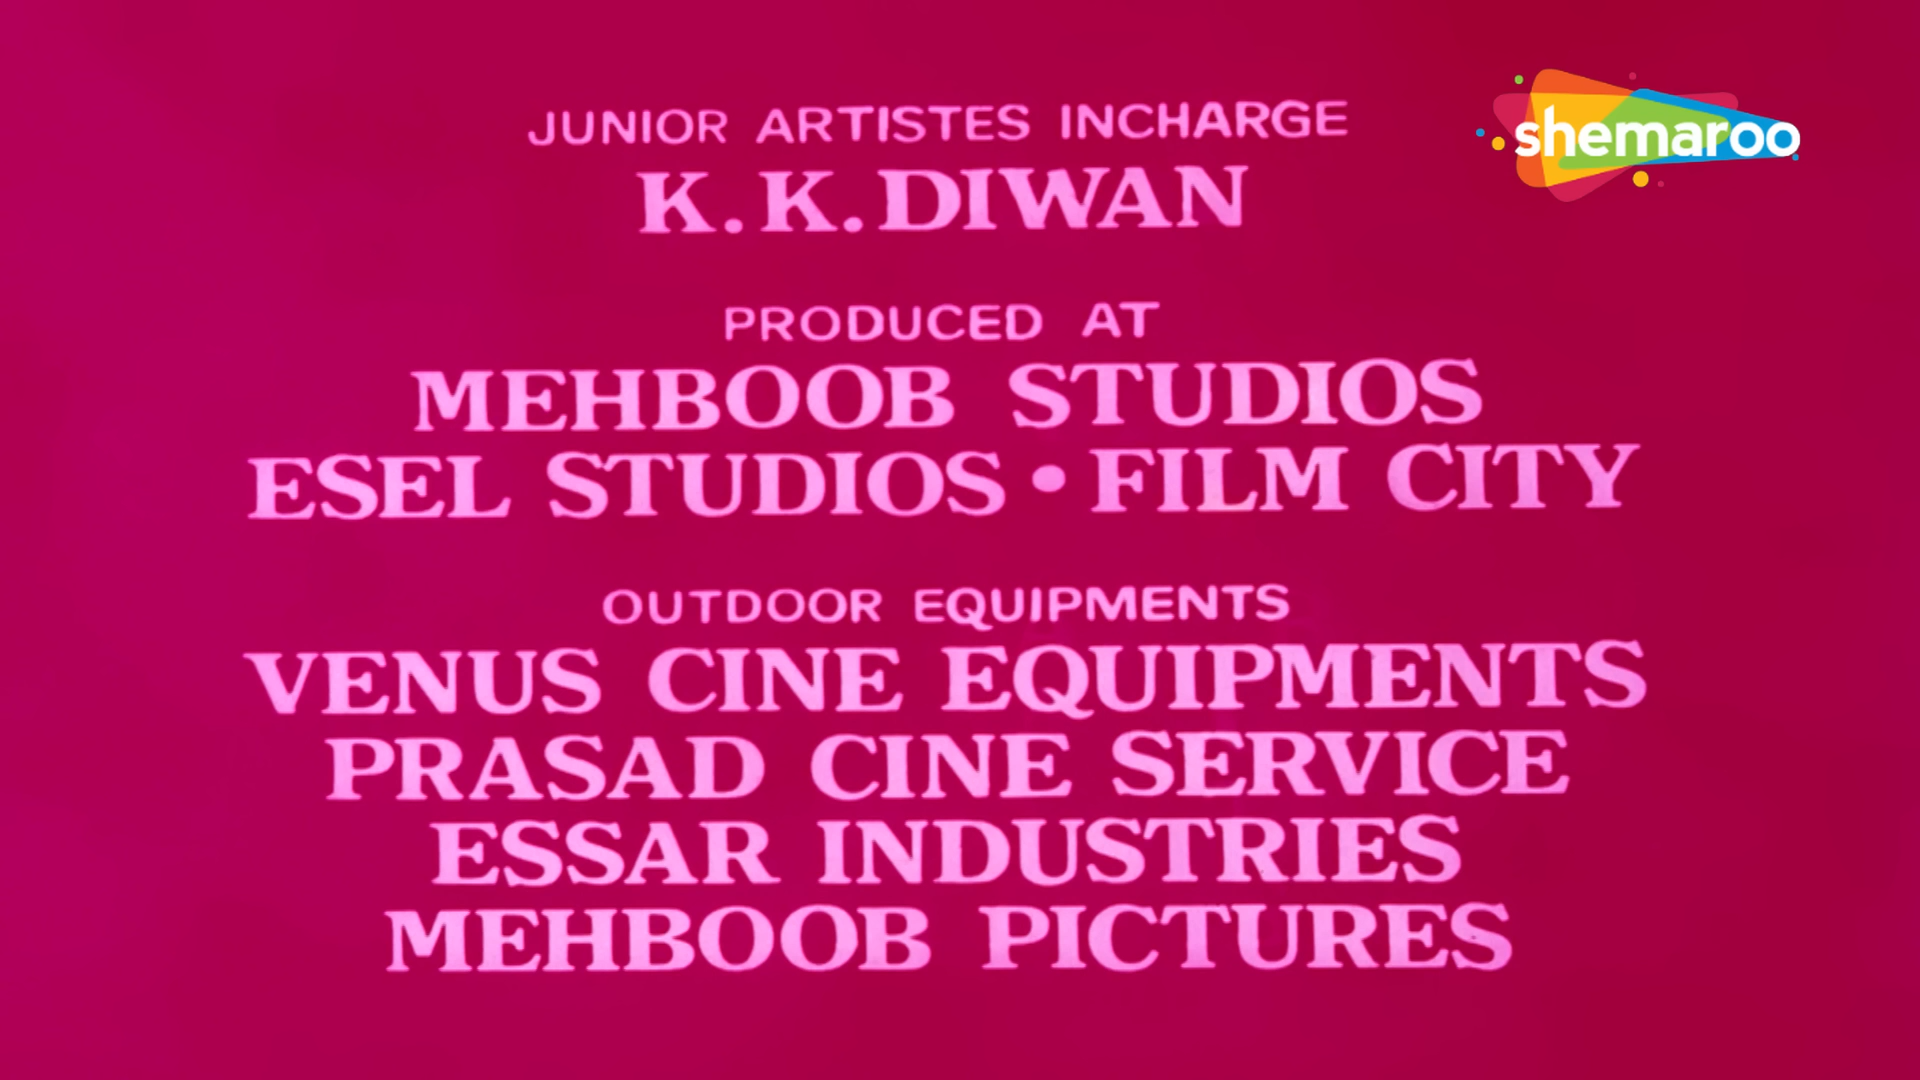 JUNIOR ARTISTES INCHARGE
K.K.DIWAN
PRODUCED AT
MEHBOOB STUDIOS
ESEL STUDIOS • FILM CITY
OUTDOOR EQUIPMENTS
VENUS CINE EQUIPMENTS
PRASAD CINE SERVICE
ESSAR INDUSTRIES
MEHBOOB PICTURES
shemaroo